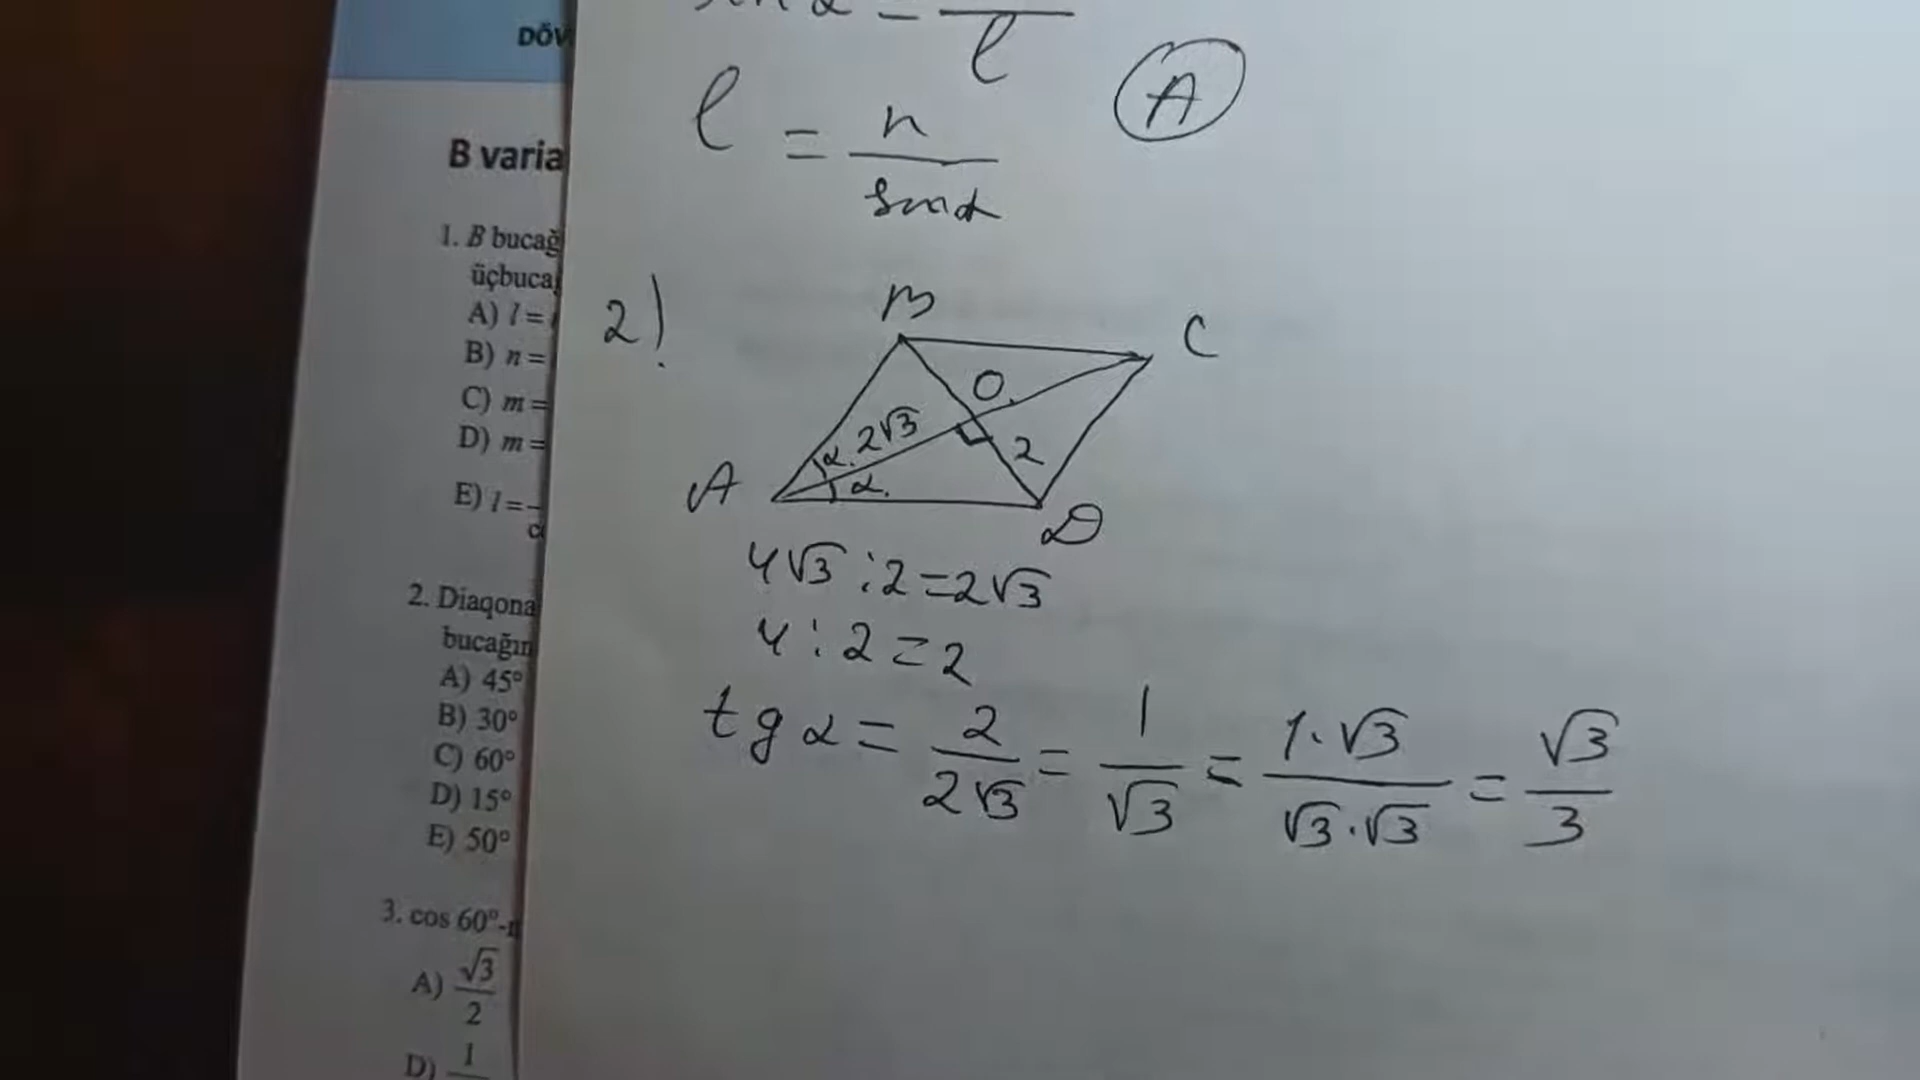 DÖV
B varia
1. B bucağ
üçbuca
A) l =
B) n =
C) m =
D) m =
E) l =
2. Diaqona
bucağın
A) 45°
B) 30°
C) 60°
D) 15°
E) 50°
3. cos 60°-
A) √3/2
D) 1
l
l = n/sinα
A
2)
B
C
O
α 2√3
2
A
α
D
4√3 : 2 = 2√3
4 : 2 = 2
tg α = 2/2√3 = 1/√3 = 1·√3/√3·√3 = √3/3